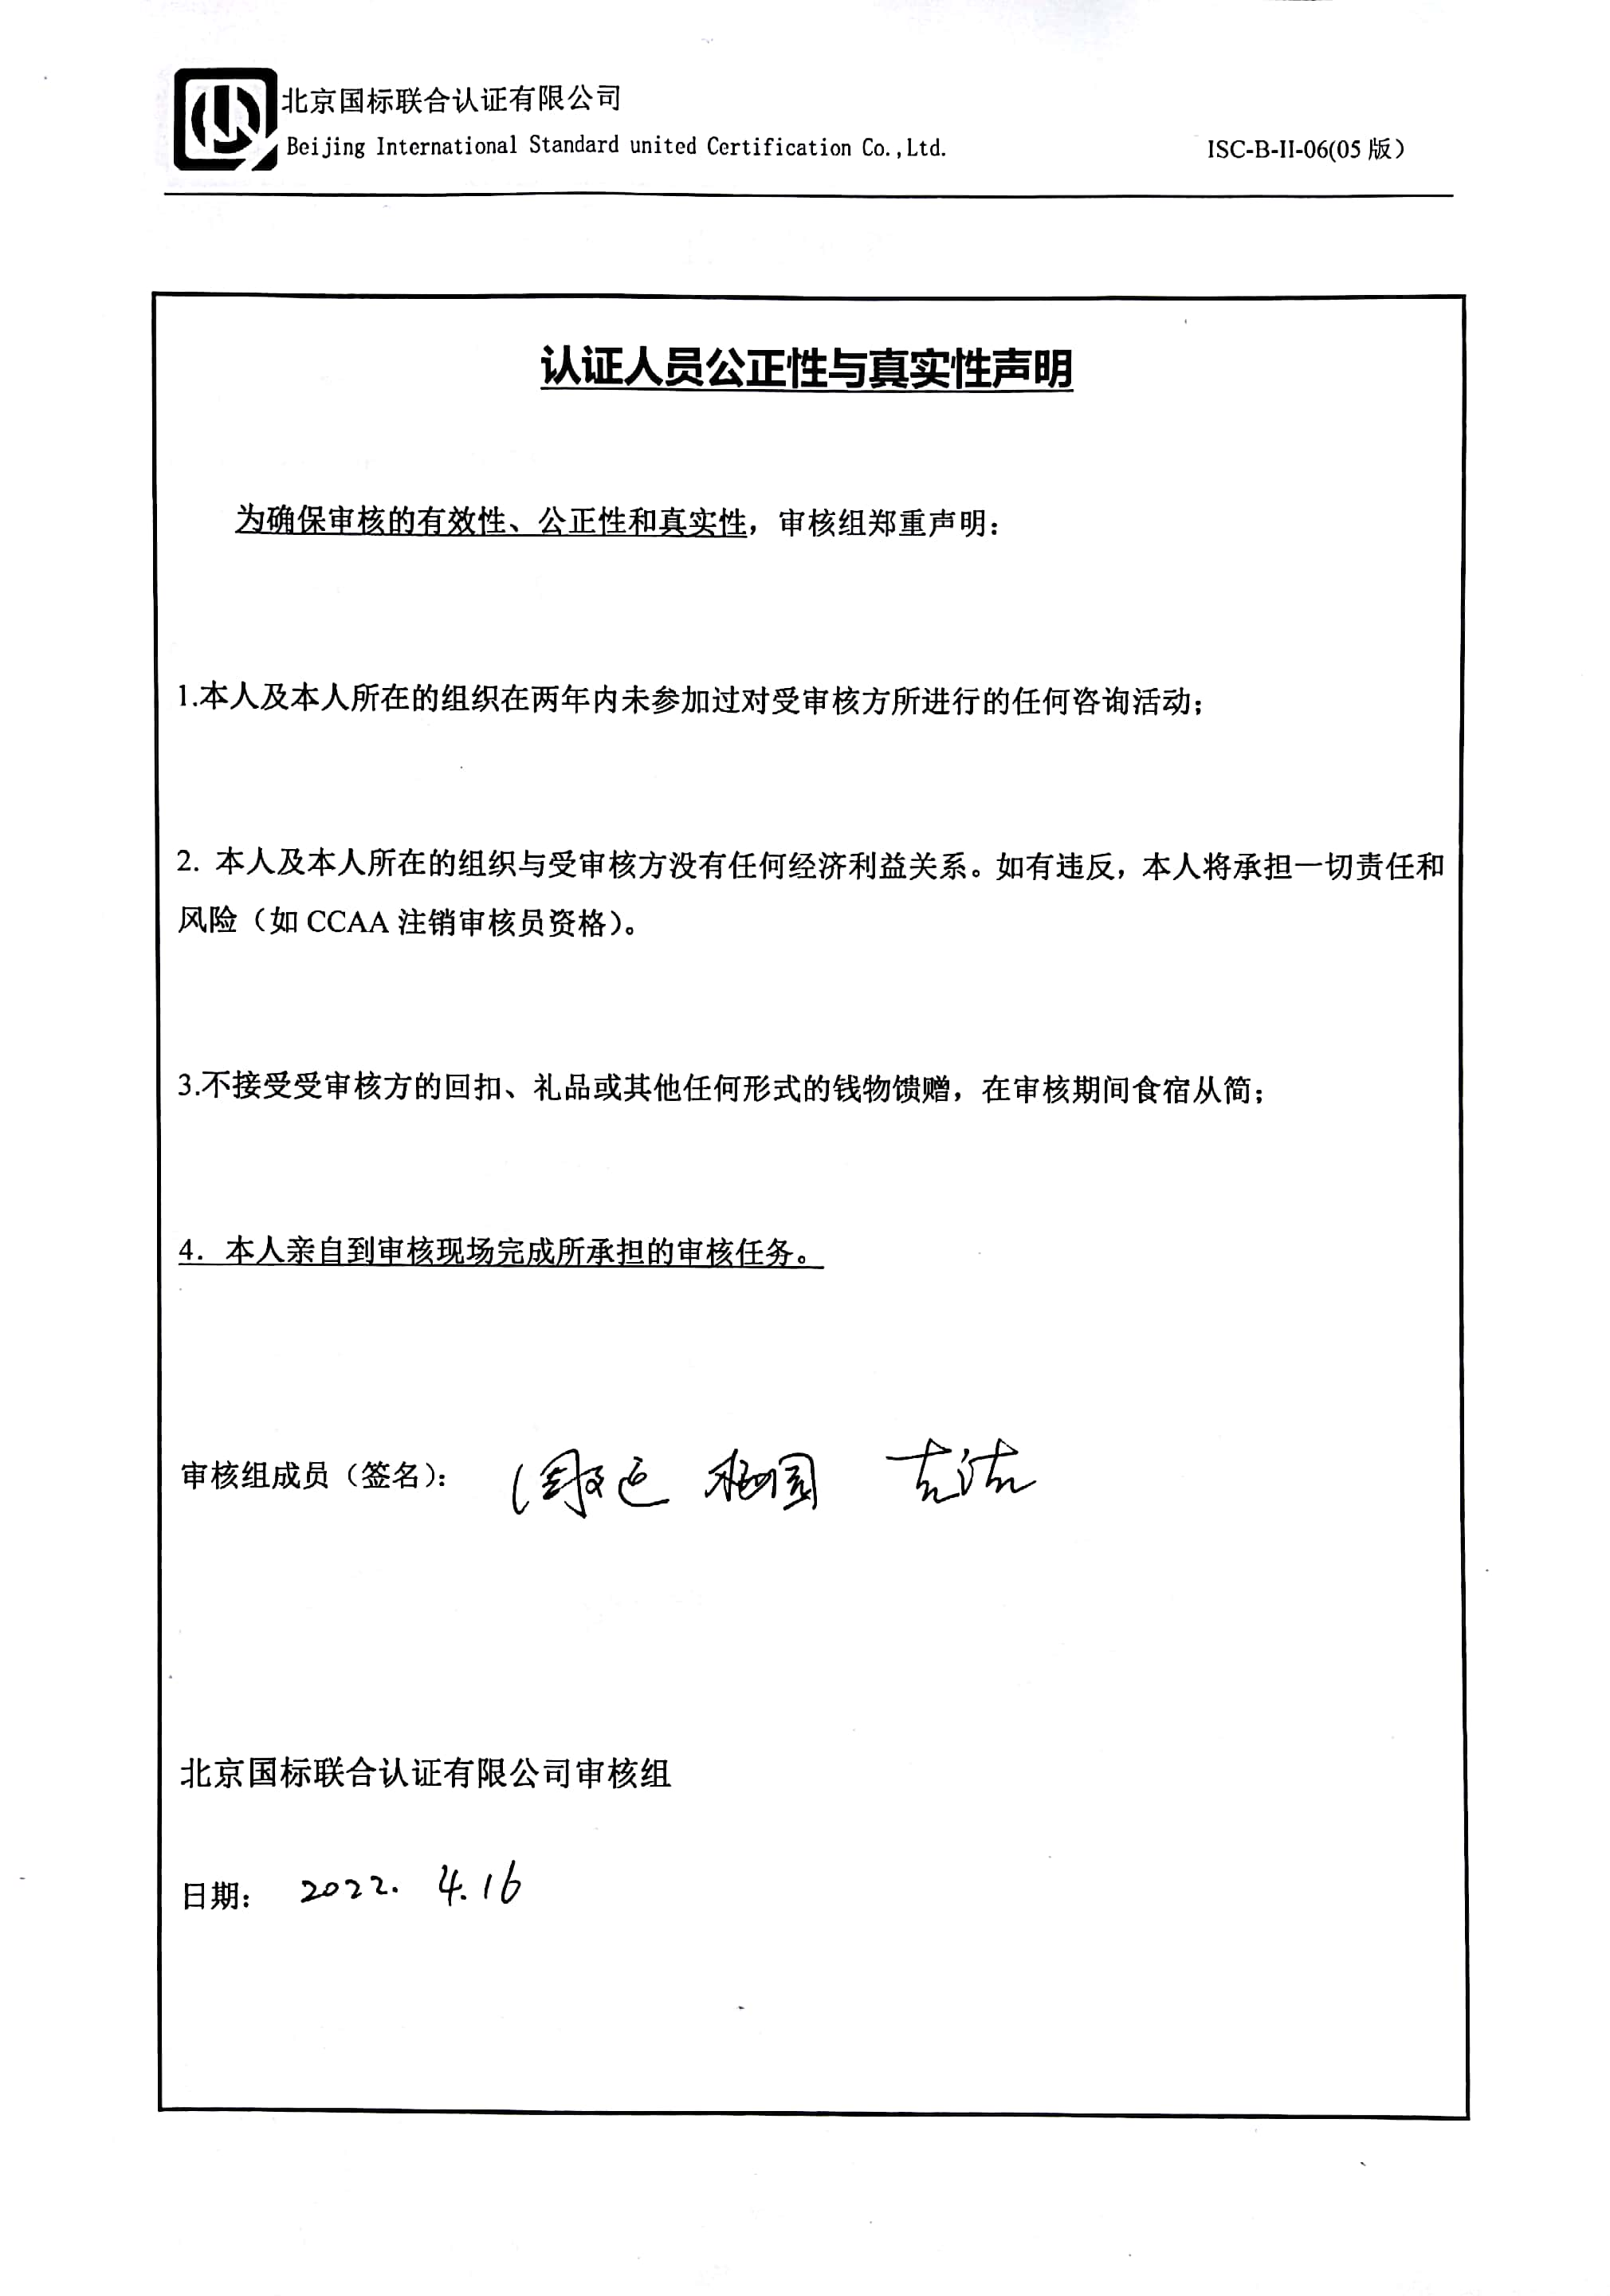 北京国标联合认证有限公司
Beijing International Standard united Certification Co.,Ltd.
ISC-B-II-06(05 版）
认证人员公正性与真实性声明
为确保审核的有效性、公正性和真实性，审核组郑重声明：
1.本人及本人所在的组织在两年内未参加过对受审核方所进行的任何咨询活动；
2. 本人及本人所在的组织与受审核方没有任何经济利益关系。如有违反，本人将承担一切责任和
风险（如 CCAA 注销审核员资格）。
3.不接受受审核方的回扣、礼品或其他任何形式的钱物馈赠，在审核期间食宿从简；
4. 本人亲自到审核现场完成所承担的审核任务。
审核组成员（签名）：
北京国标联合认证有限公司审核组
日期： 2022. 4.16